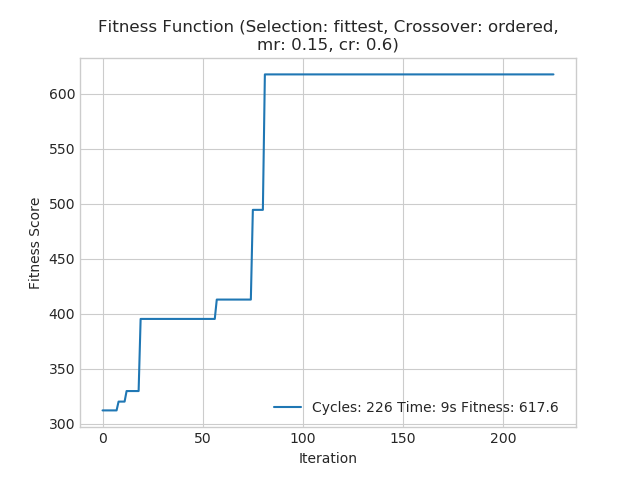 Fitness Function (Selection: fittest, Crossover: ordered,
mr: 0.15, cr: 0.6)
Fitness Score
600
550
500
450
400
350
300
Cycles: 226 Time: 9s Fitness: 617.6
0 50 100 150 200
Iteration